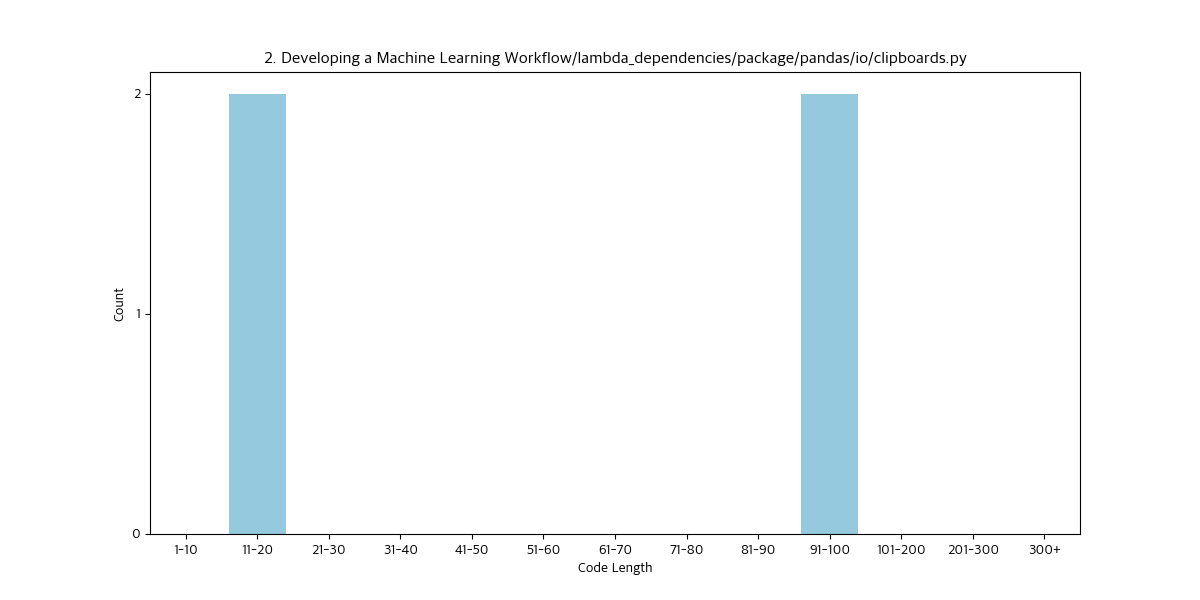 2. Developing a Machine Learning Workflow/lambda_dependencies/package/pandas/io/clipboards.py
2
1
0
Count
1-10 11-20 21-30 31-40 41-50 51-60 61-70 71-80 81-90 91-100 101-200 201-300 300+
Code Length